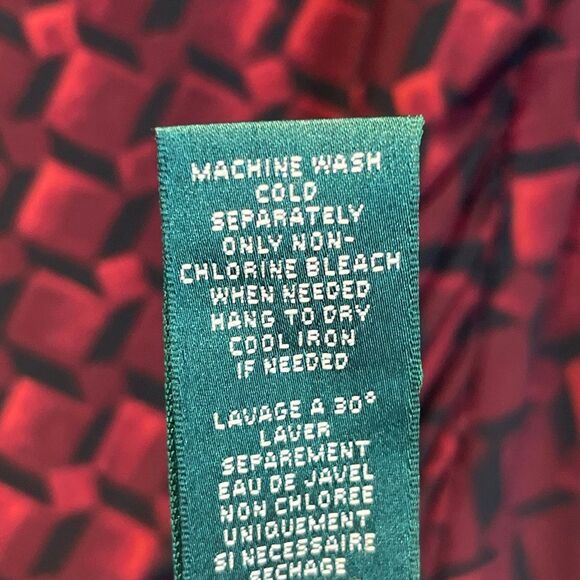 MACHINE WASH
COLD
SEPARATELY
ONLY NON-
CHLORINE BLEACH
WHEN NEEDED
HANG TO DRY
COOL IRON
IF NEEDED
LAVAGE A 30°
LAVER
SEPAREMENT
EAU DE JAVEL
NON CHLOREE
UNIQUEMENT
SI NECESSAIRE
SECHAGE